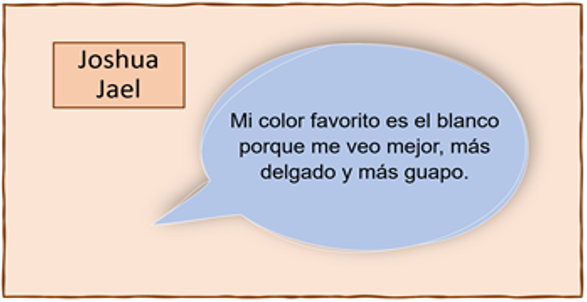 Joshua
Jael
Mi color favorito es el blanco
porque me veo mejor, más
delgado y más guapo.